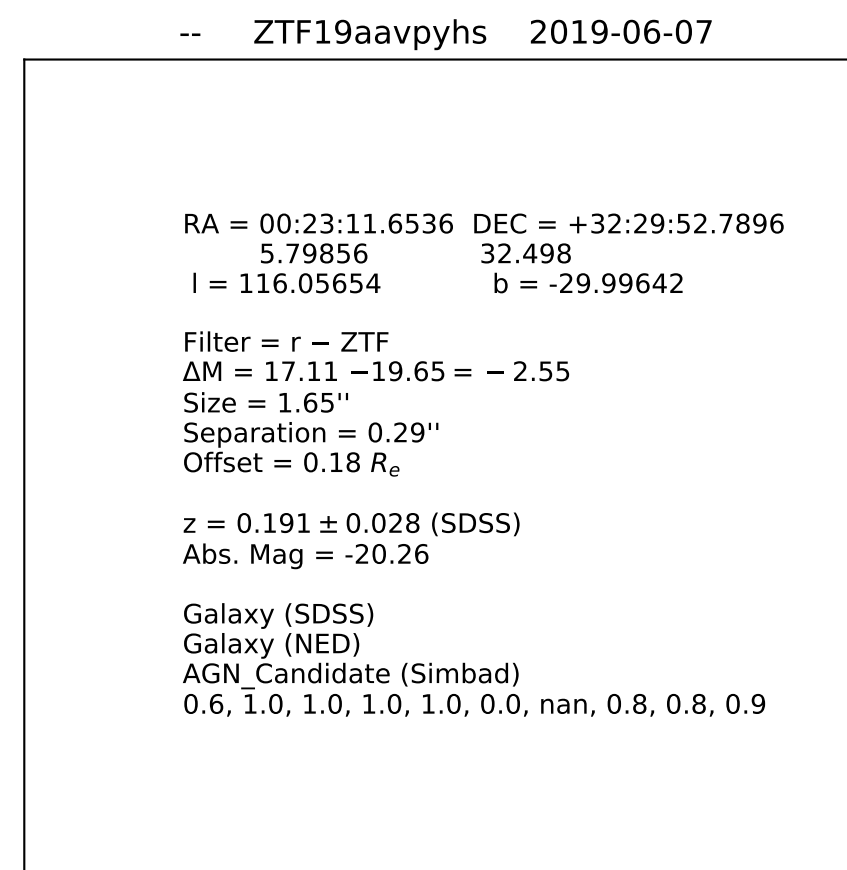 -- ZTF19aavpyhs 2019-06-07
RA = 00:23:11.6536 DEC = +32:29:52.7896
5.79856 32.498
l = 116.05654 b = -29.99642
Filter = r − ZTF
ΔM = 17.11 −19.65 = − 2.55
Size = 1.65''
Separation = 0.29''
Offset = 0.18 Rₑ
z = 0.191 ± 0.028 (SDSS)
Abs. Mag = -20.26
Galaxy (SDSS)
Galaxy (NED)
AGN_Candidate (Simbad)
0.6, 1.0, 1.0, 1.0, 1.0, 0.0, nan, 0.8, 0.8, 0.9